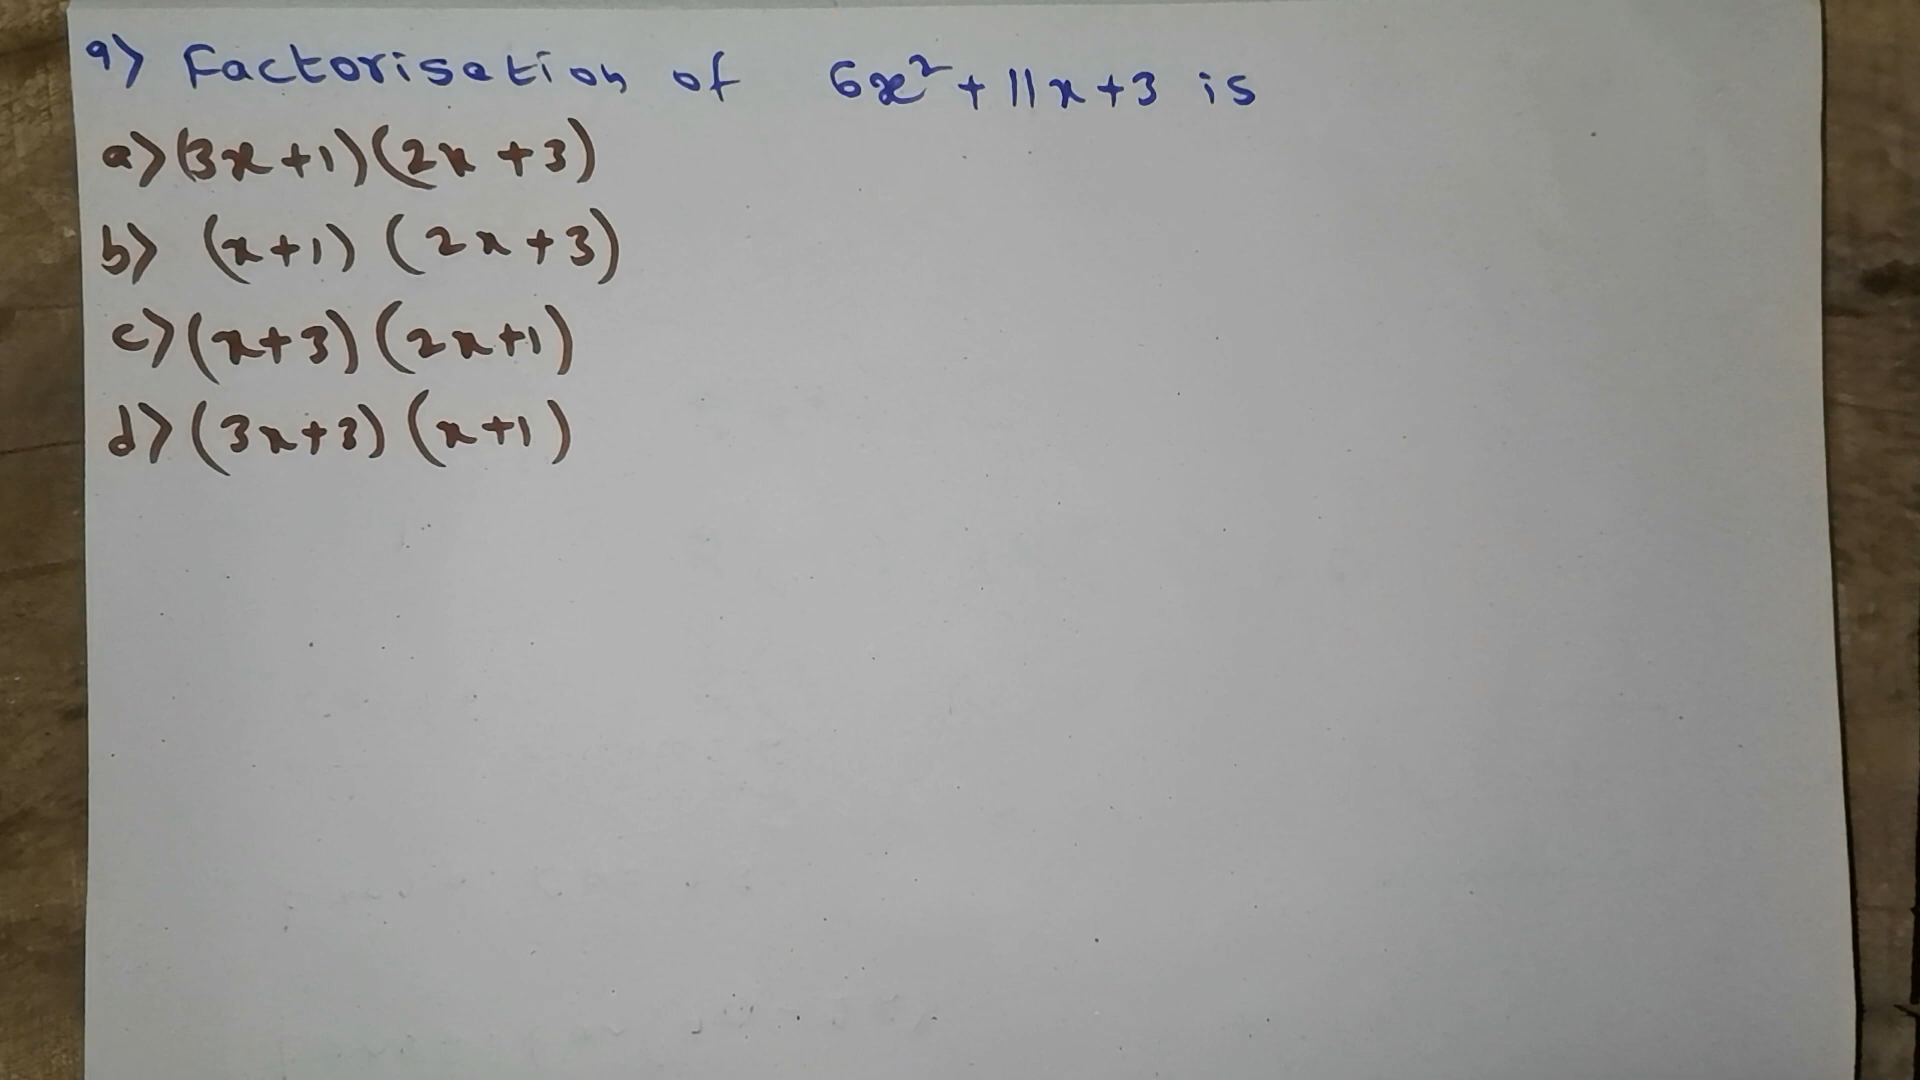 9) Factorisation of 6x² + 11x + 3 is
a) (3x + 1) (2x + 3)
b) (x + 1) (2x + 3)
c) (x + 3) (2x + 1)
d) (3x + 3) (x + 1)